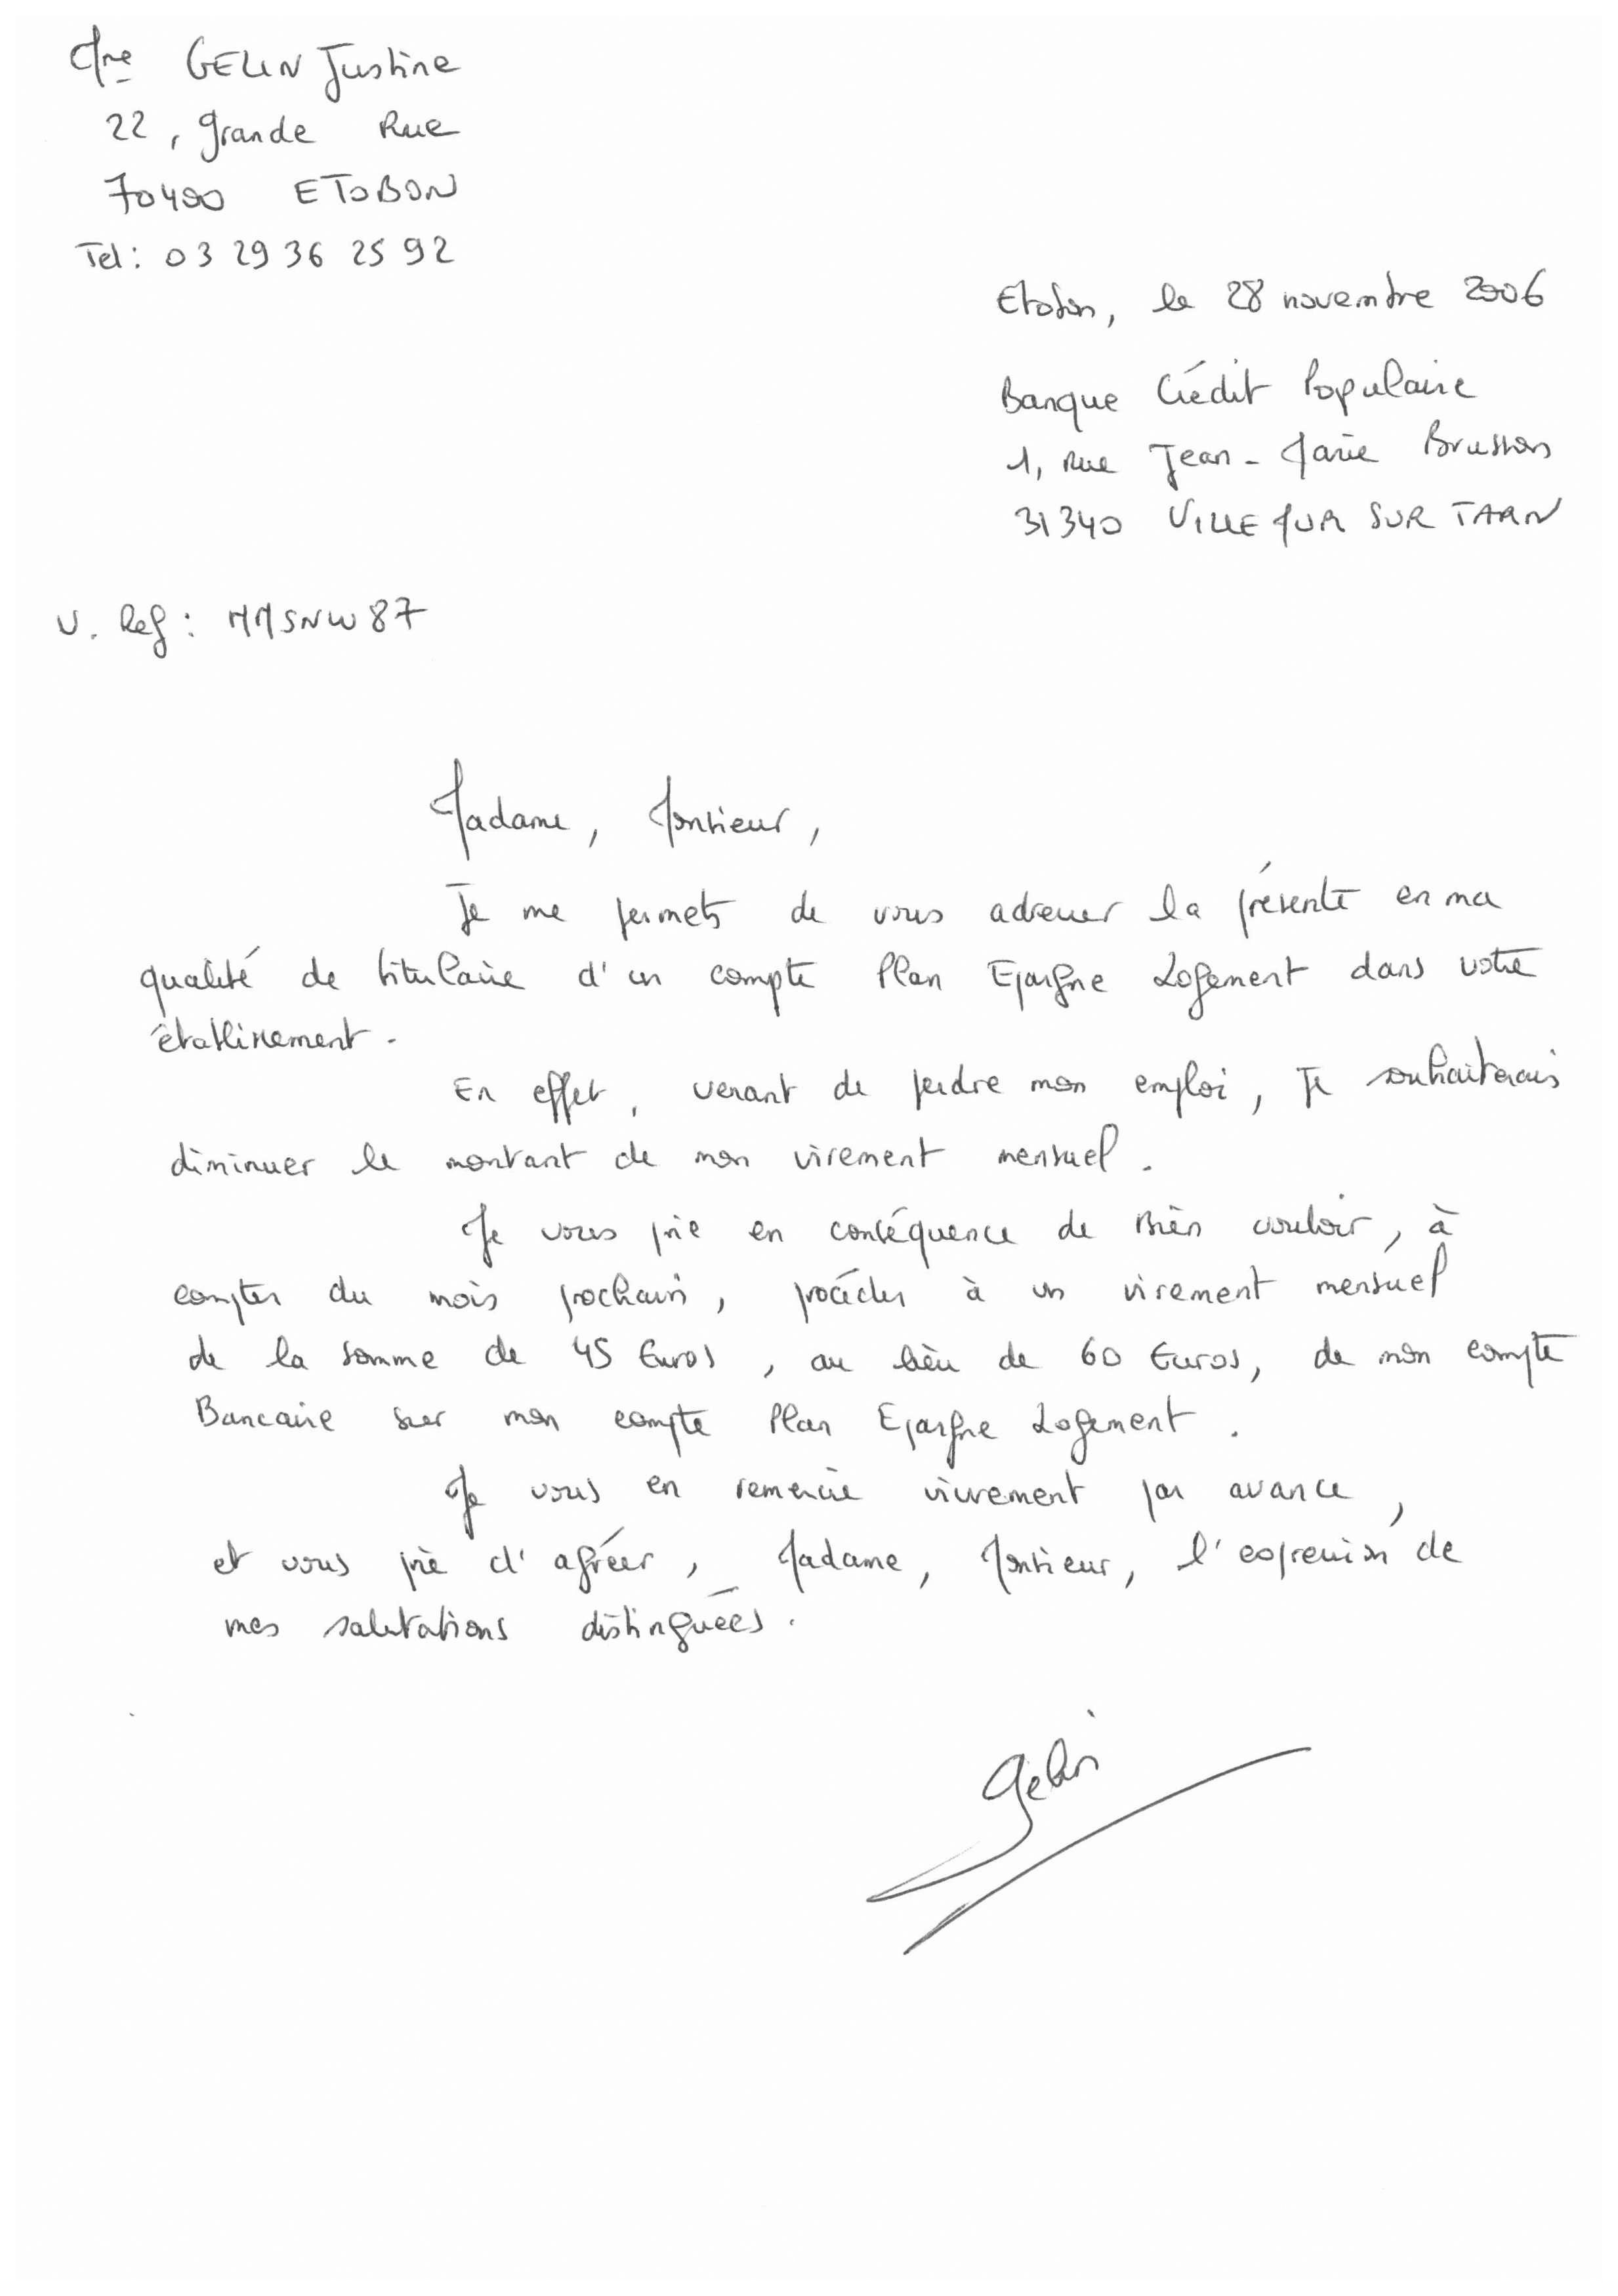 Mme GELIN Justine
22, grande Rue
70400 ETOBON
Tel : 03 29 36 25 92
Etobon, le 28 novembre 2006
Banque Crédit Populaire
1, Rue Jean-Marie Brusson
31340 VILLEMUR SUR TARN
V. Ref : MMSNW87
Madame, Monsieur,
Je me permets de vous adresser la présente en ma
qualité de titulaire d'un compte Plan Epargne Logement dans votre
établissement.
En effet, venant de perdre mon emploi, Je souhaiterais
diminuer le montant de mon virement mensuel.
Je vous prie en conséquence de Bien vouloir, à
compter du mois prochain, procéder à un virement mensuel
de la somme de 45 Euros, au lieu de 60 Euros, de mon compte
Bancaire sur mon compte Plan Epargne Logement.
Je vous en remercie vivement par avance,
et vous prie d'agréer, Madame, Monsieur, l'expression de
mes salutations distinguées.
Gelin